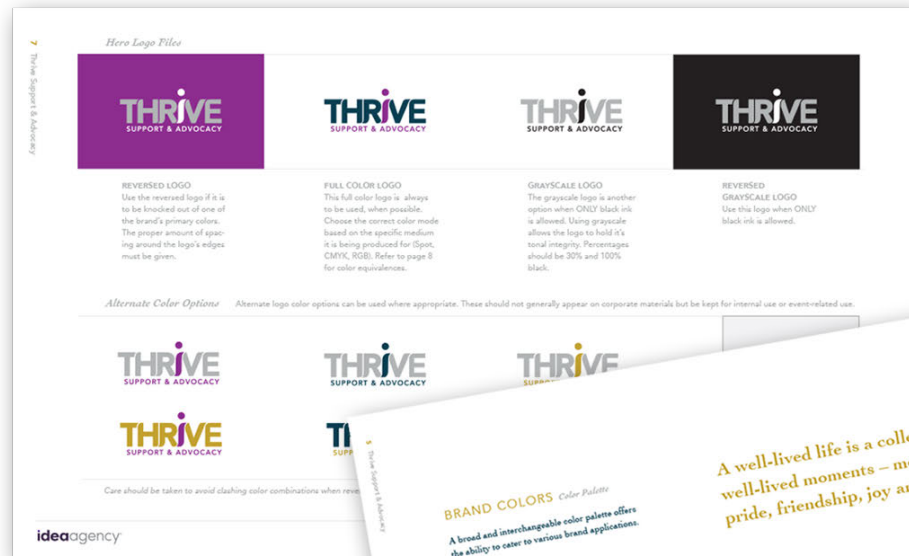 7 Thrive Support & Advocacy
Hero Logo Files
THRiVE
SUPPORT & ADVOCACY
THRiVE
SUPPORT & ADVOCACY
THRiVE
SUPPORT & ADVOCACY
THRiVE
SUPPORT & ADVOCACY
REVERSED LOGO
Use the reversed logo if it is
to be knocked out of one of
the brand's primary colors.
The proper amount of spac-
ing around the logo's edges
must be given.
FULL COLOR LOGO
This full color logo is always
to be used, when possible.
Choose the correct color mode
based on the specific medium
it is being produced for (Spot,
CMYK, RGB). Refer to page 8
for color equivalences.
GRAYSCALE LOGO
The grayscale logo is another
option when ONLY black ink
is allowed. Using grayscale
allows the logo to hold it's
tonal integrity. Percentages
should be 30% and 100%
black.
REVERSED
GRAYSCALE LOGO
Use this logo when ONLY
black ink is allowed.
Alternate Color Options Alternate logo color options can be used where appropriate. These should not generally appear on corporate materials but be kept for internal use or event-related use.
THRiVE
SUPPORT & ADVOCACY
THRiVE
SUPPORT & ADVOCACY
THRiVE
THRiVE
SUPPORT & ADVOCACY
Care should be taken to avoid clashing color combinations when
ideaagency
Thrive Support & Advocacy
BRAND COLORS Color Palette
A broad and interchangeable color palette offers
the ability to cater to various brand applications.
A well-lived life is a
well-lived moments –
pride, friendship, joy